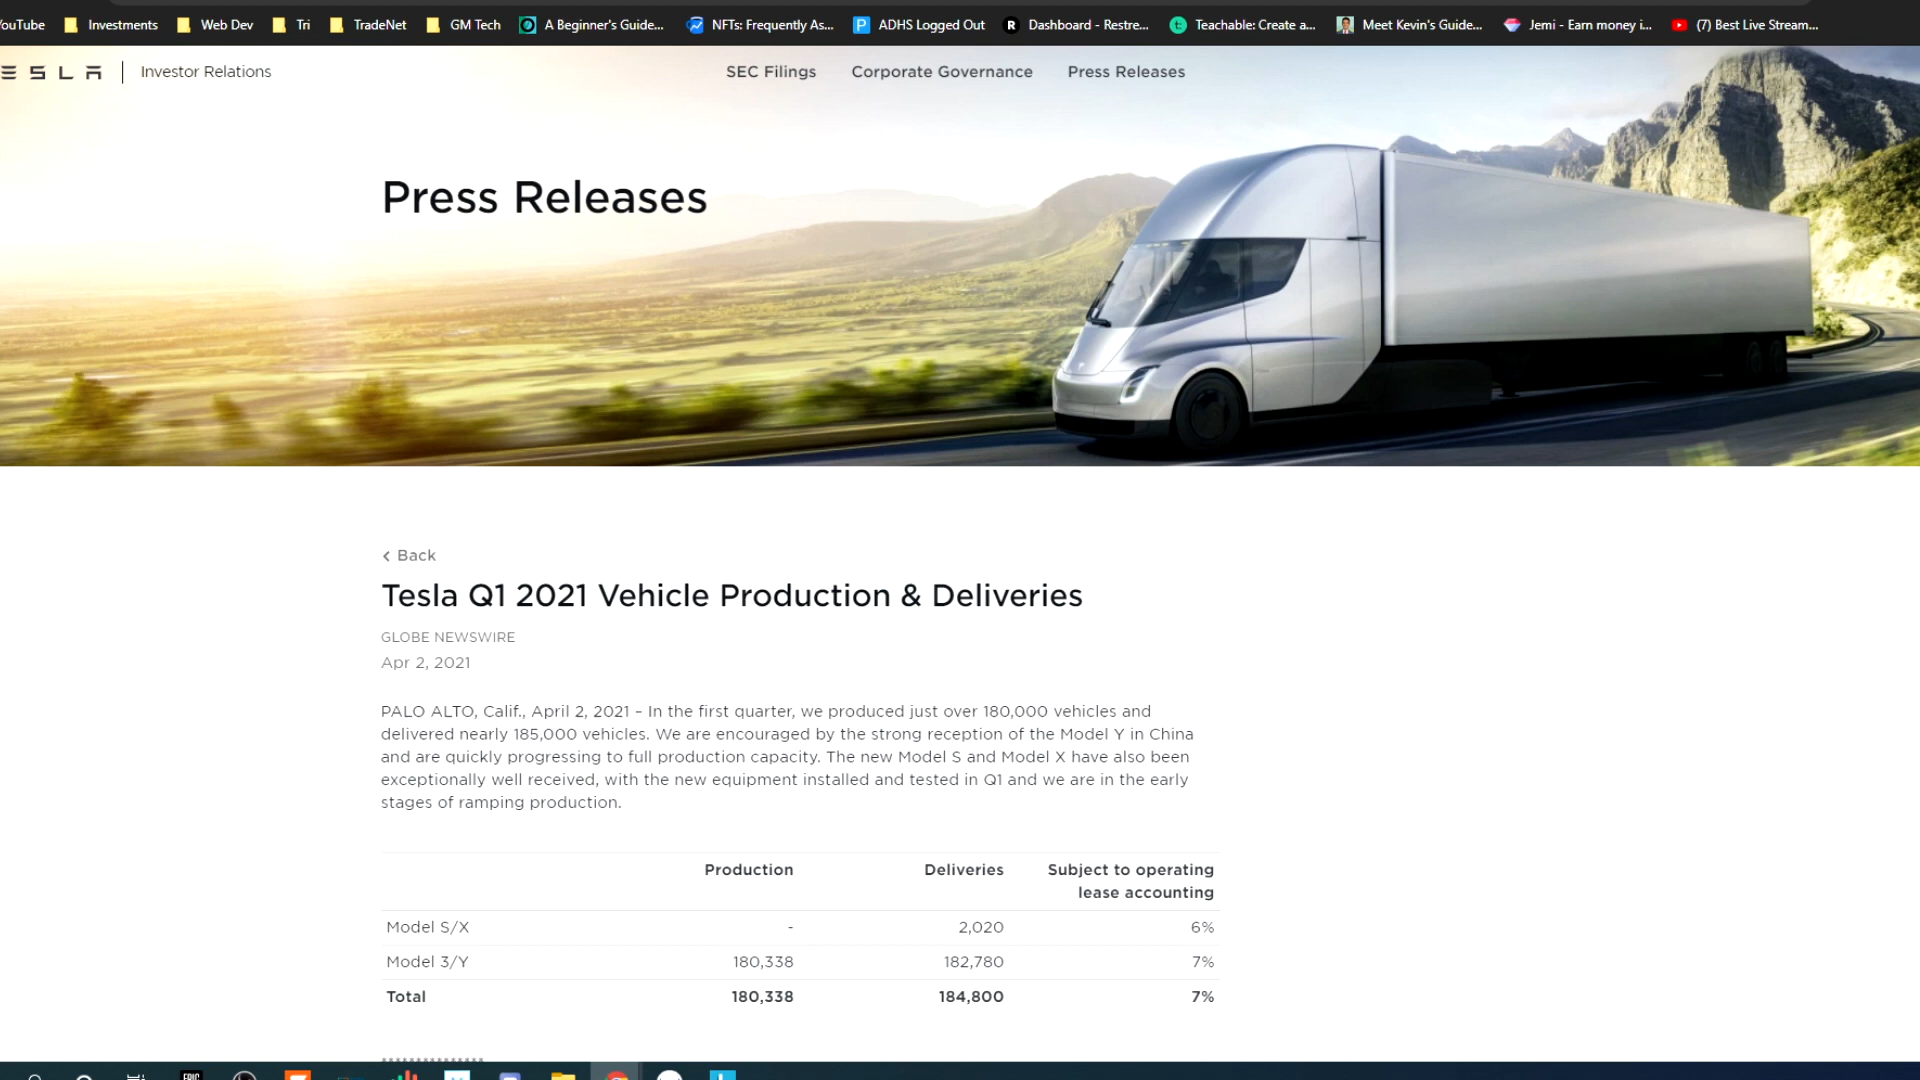 ouTube Investments Web Dev Tri TradeNet GM Tech A Beginner's Guide... NFTs: Frequently As... ADHS Logged Out Dashboard - Restre... Teachable: Create a... Meet Kevin's Guide... Jemi - Earn money i... (7) Best Live Stream...
ESLA | Investor Relations SEC Filings Corporate Governance Press Releases
Press Releases
Back
Tesla Q1 2021 Vehicle Production & Deliveries
GLOBE NEWSWIRE
Apr 2, 2021
PALO ALTO, Calif., April 2, 2021 – In the first quarter, we produced just over 180,000 vehicles and
delivered nearly 185,000 vehicles. We are encouraged by the strong reception of the Model Y in China
and are quickly progressing to full production capacity. The new Model S and Model X have also been
exceptionally well received, with the new equipment installed and tested in Q1 and we are in the early
stages of ramping production.
Production Deliveries Subject to operating
lease accounting
Model S/X - 2,020 6%
Model 3/Y 180,338 182,780 7%
Total 180,338 184,800 7%
***************
EPIC